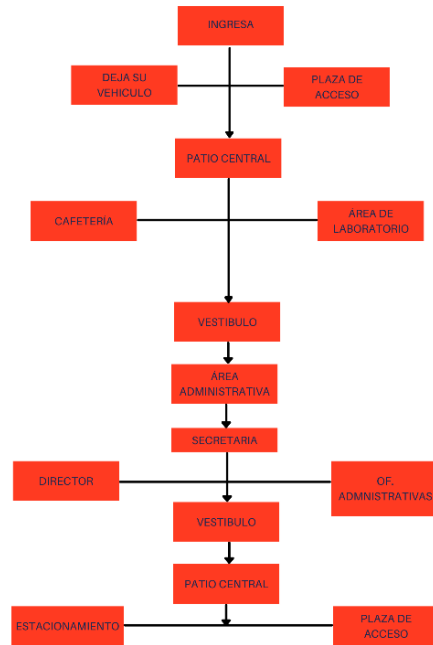 INGRESA
DEJA SU
VEHICULO
PLAZA DE
ACCESO
PATIO CENTRAL
CAFETERÍA
ÁREA DE
LABORATORIO
VESTIBULO
ÁREA
ADMINISTRATIVA
SECRETARIA
DIRECTOR
OF.
ADMNISTRATIVAS
VESTIBULO
PATIO CENTRAL
ESTACIONAMIENTO
PLAZA DE
ACCESO